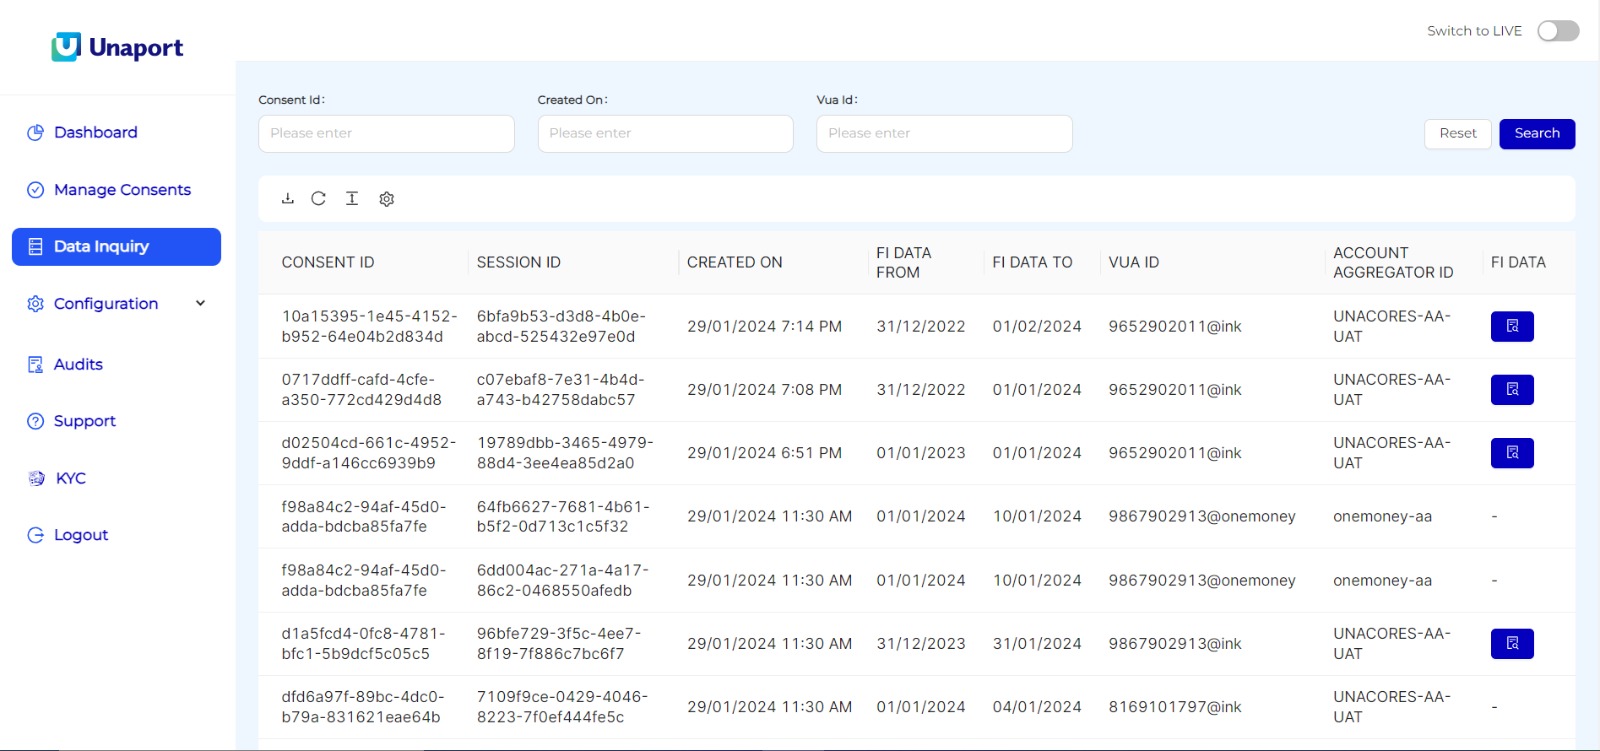 Unaport
Switch to LIVE
Dashboard
Manage Consents
Data Inquiry
Configuration
Audits
Support
KYC
Logout
Consent Id: Created On: Vua Id:
Please enter Please enter Please enter Reset Search
CONSENT ID SESSION ID CREATED ON FI DATA FROM FI DATA TO VUA ID ACCOUNT AGGREGATOR ID FI DATA
10a15395-1e45-4152- 6bfa9b53-d3d8-4b0e- 29/01/2024 7:14 PM 31/12/2022 01/02/2024 9652902011@ink UNACORES-AA-
b952-64e04b2d834d abcd-525432e97e0d UAT
0717ddff-cafd-4cfe- c07ebaf8-7e31-4b4d- 29/01/2024 7:08 PM 31/12/2022 01/01/2024 9652902011@ink UNACORES-AA-
a350-772cd429d4d8 a743-b42758dabc57 UAT
d02504cd-661c-4952- 19789dbb-3465-4979- 29/01/2024 6:51 PM 01/01/2023 01/01/2024 9652902011@ink UNACORES-AA-
9ddf-a146cc6939b9 88d4-3ee4ea85d2a0 UAT
f98a84c2-94af-45d0- 64fb6627-7681-4b61- 29/01/2024 11:30 AM 01/01/2024 10/01/2024 9867902913@onemoney onemoney-aa -
adda-bdcba85fa7fe b5f2-0d713c1c5f32
f98a84c2-94af-45d0- 6dd004ac-271a-4a17- 29/01/2024 11:30 AM 01/01/2024 10/01/2024 9867902913@onemoney onemoney-aa -
adda-bdcba85fa7fe 86c2-0468550afedb
d1a5fcd4-0fc8-4781- 96bfe729-3f5c-4ee7- 29/01/2024 11:30 AM 31/12/2023 31/01/2024 9867902913@ink UNACORES-AA-
bfc1-5b9dcf5c05c5 8f19-7f886c7bc6f7 UAT
dfd6a97f-89bc-4dc0- 7109f9ce-0429-4046- 29/01/2024 11:30 AM 01/01/2024 04/01/2024 8169101797@ink UNACORES-AA- -
b79a-831621eae64b 8223-7f0ef444fe5c UAT